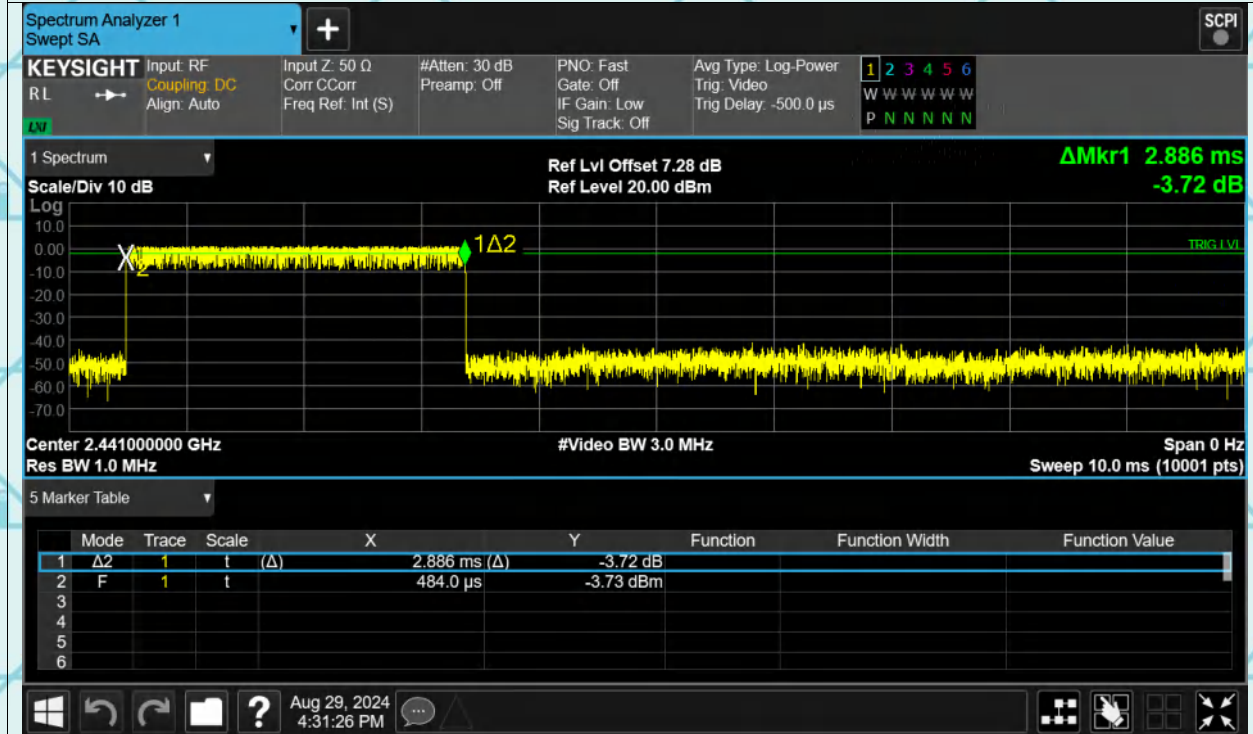 Spectrum Analyzer 1
Swept SA
+
SCPI
KEYSIGHT Input: RF Input Z: 50 Ω #Atten: 30 dB PNO: Fast Avg Type: Log-Power 1 2 3 4 5 6
RL Coupling: DC Corr CCorr Preamp: Off Gate: Off Trig: Video W W W W W W
Align: Auto Freq Ref: Int (S) IF Gain: Low Trig Delay: -500.0 μs P N N N N N
LXI Sig Track: Off
1 Spectrum
Ref Lvl Offset 7.28 dB ΔMkr1 2.886 ms
Scale/Div 10 dB Ref Level 20.00 dBm -3.72 dB
Log
10.0
0.00 1Δ2 TRIG LVL
X2
-10.0
-20.0
-30.0
-40.0
-50.0
-60.0
-70.0
Center 2.441000000 GHz #Video BW 3.0 MHz Span 0 Hz
Res BW 1.0 MHz Sweep 10.0 ms (10001 pts)
5 Marker Table
Mode Trace Scale X Y Function Function Width Function Value
1 Δ2 1 t (Δ) 2.886 ms (Δ) -3.72 dB
2 F 1 t 484.0 μs -3.73 dBm
3
4
5
6
? Aug 29, 2024
4:31:26 PM